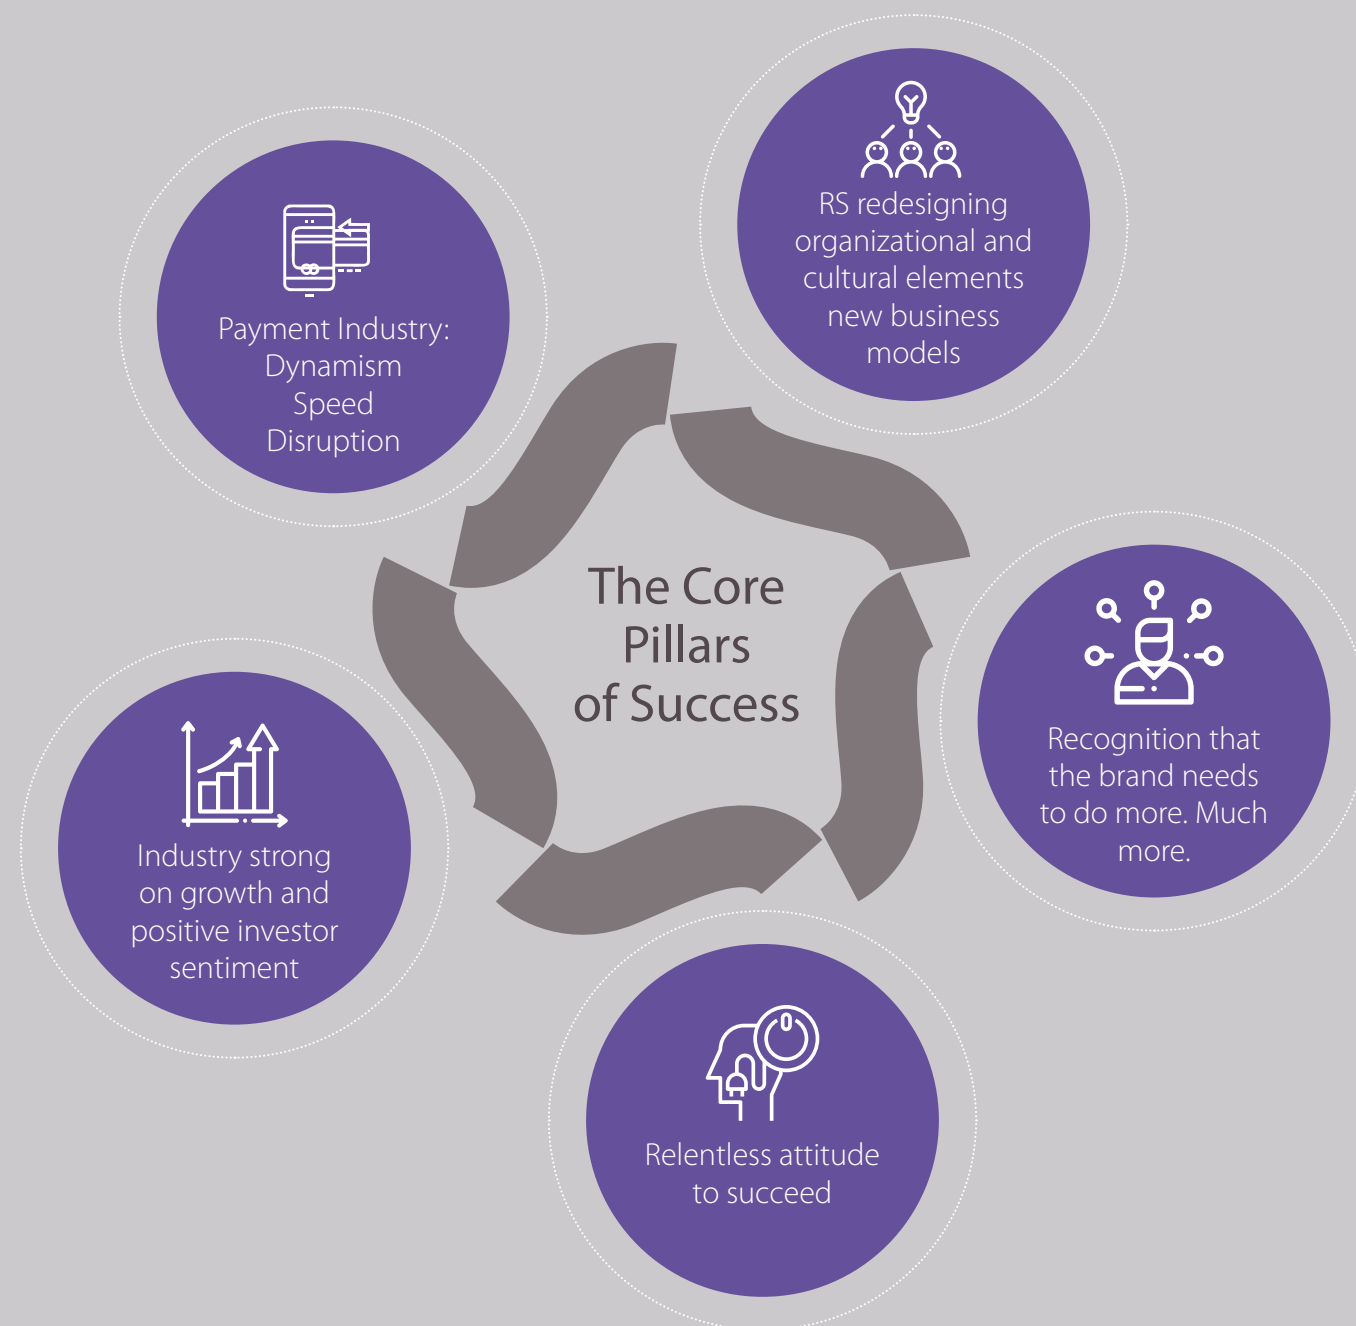 RS redesigning
organizational and
cultural elements
new business
models
Payment Industry:
Dynamism
Speed
Disruption
The Core
Pillars
of Success
Recognition that
the brand needs
to do more. Much
more.
Industry strong
on growth and
positive investor
sentiment
Relentless attitude
to succeed